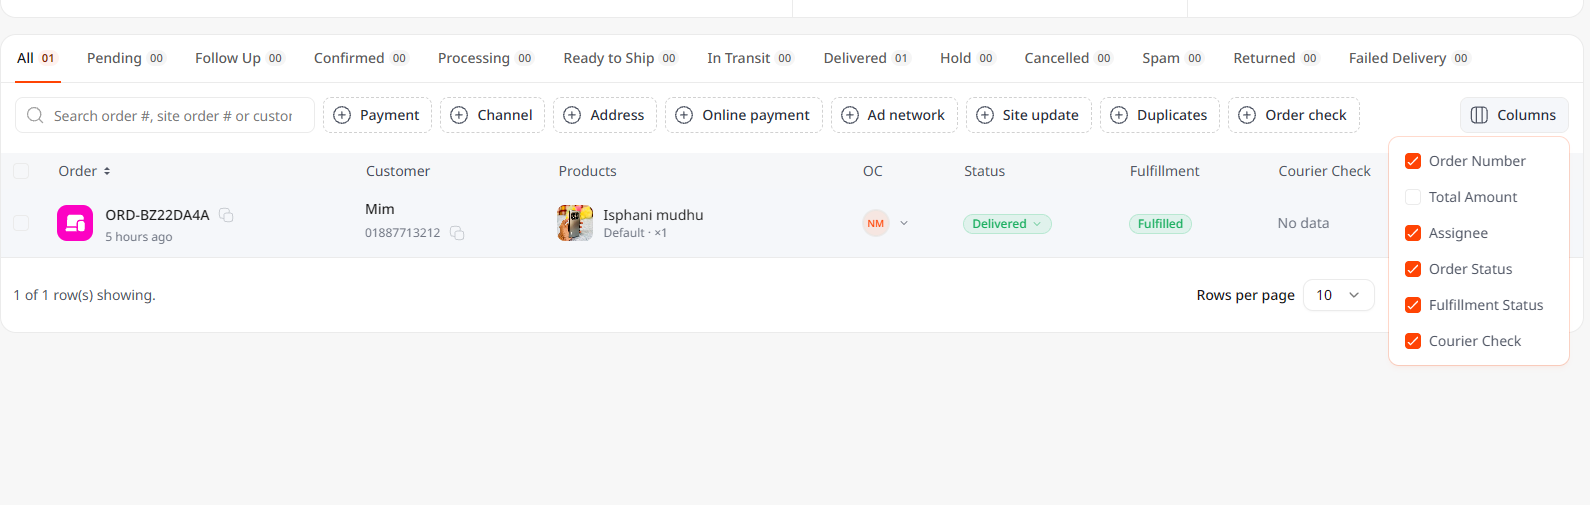 All 01 Pending 00 Follow Up 00 Confirmed 00 Processing 00 Ready to Ship 00 In Transit 00 Delivered 01 Hold 00 Cancelled 00 Spam 00 Returned 00 Failed Delivery 00
Search order #, site order # or custor Payment Channel Address Online payment Ad network Site update Duplicates Order check Columns
Order Customer Products OC Status Fulfillment Courier Check
ORD-BZ22DA4A
5 hours ago
Mim
01887713212
Isphani mudhu
Default · ×1
NM
Delivered
Fulfilled
No data
1 of 1 row(s) showing.
Rows per page 10
Order Number
Total Amount
Assignee
Order Status
Fulfillment Status
Courier Check